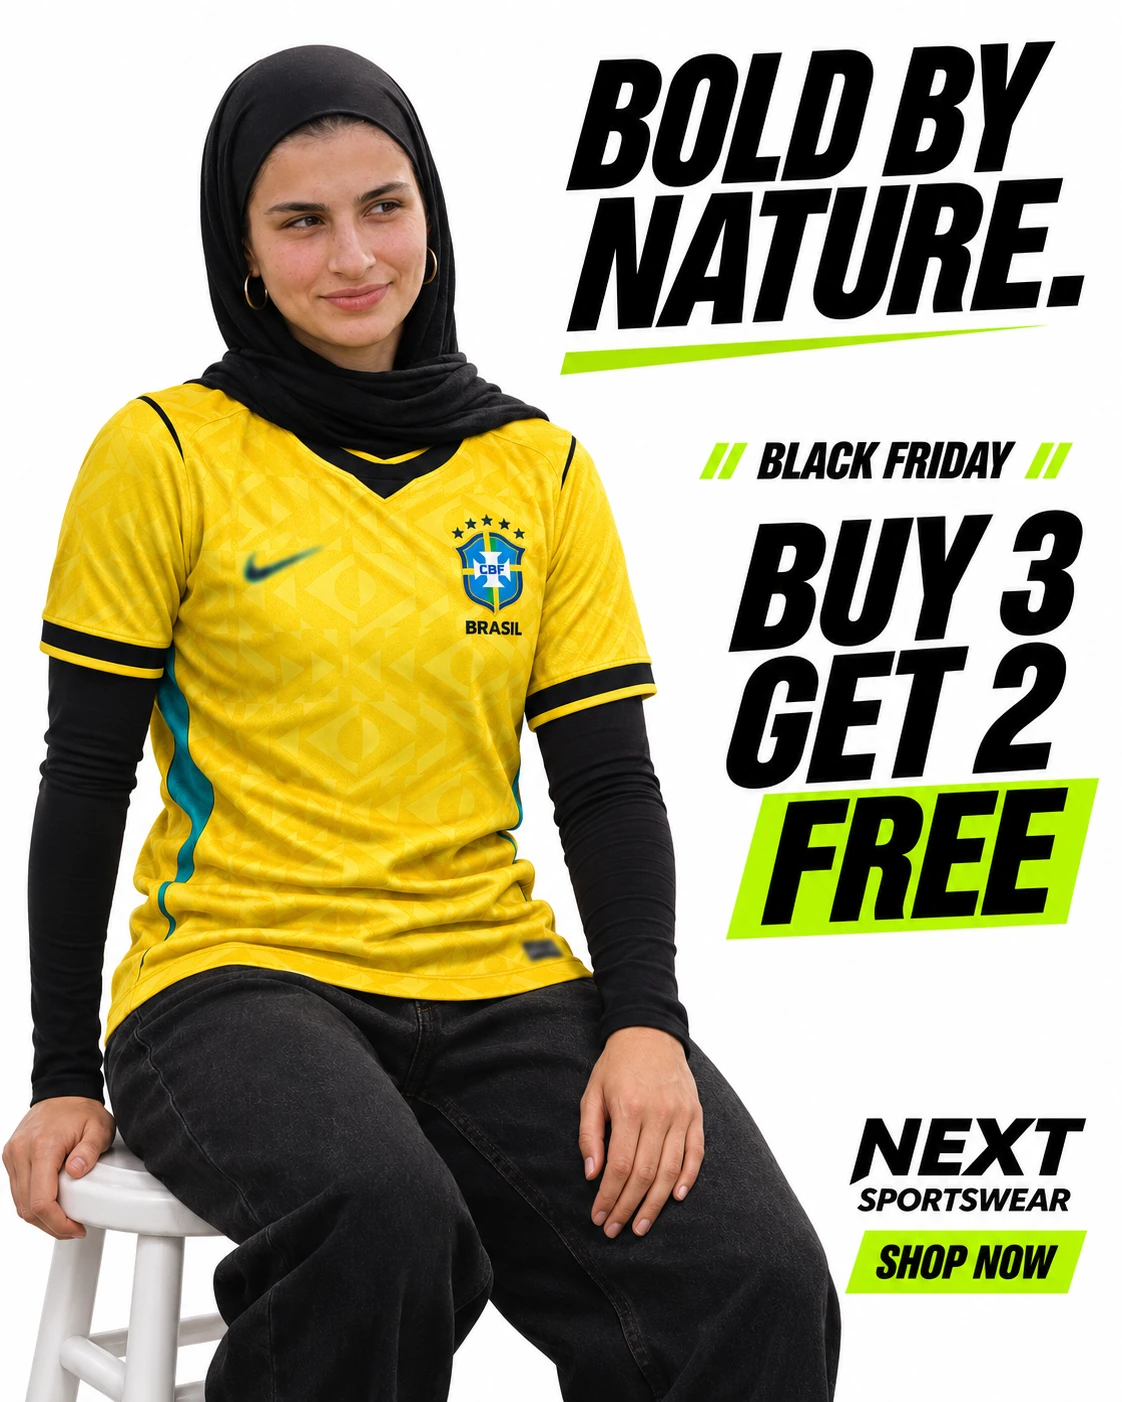 BOLD BY
NATURE.
// BLACK FRIDAY //
BUY 3
GET 2
FREE
CBF
BRASIL
NEXT
SPORTSWEAR
SHOP NOW